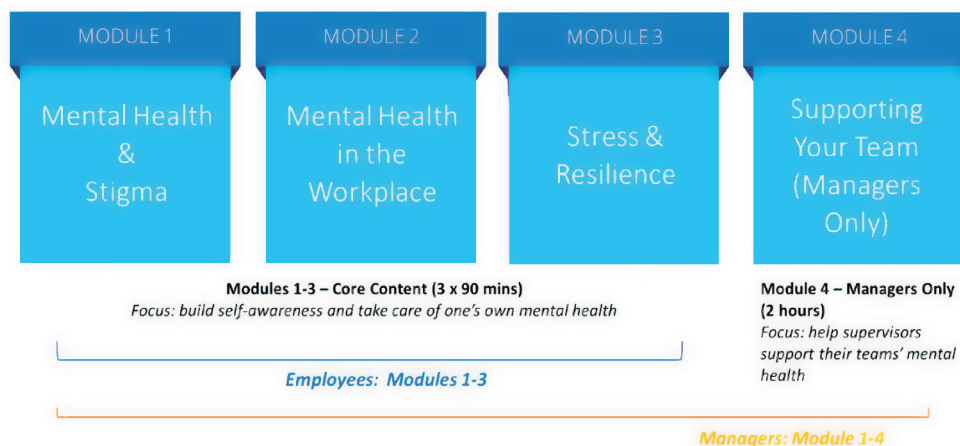 MODULE 1
Mental Health
&
Stigma
MODULE 2
Mental Health
in the
Workplace
MODULE 3
Stress &
Resilience
MODULE 4
Supporting
Your Team
(Managers
Only)
Modules 1-3 – Core Content (3 x 90 mins)
Focus: build self-awareness and take care of one's own mental health
Module 4 – Managers Only
(2 hours)
Focus: help supervisors
support their teams' mental
health
Employees: Modules 1-3
Managers: Module 1-4